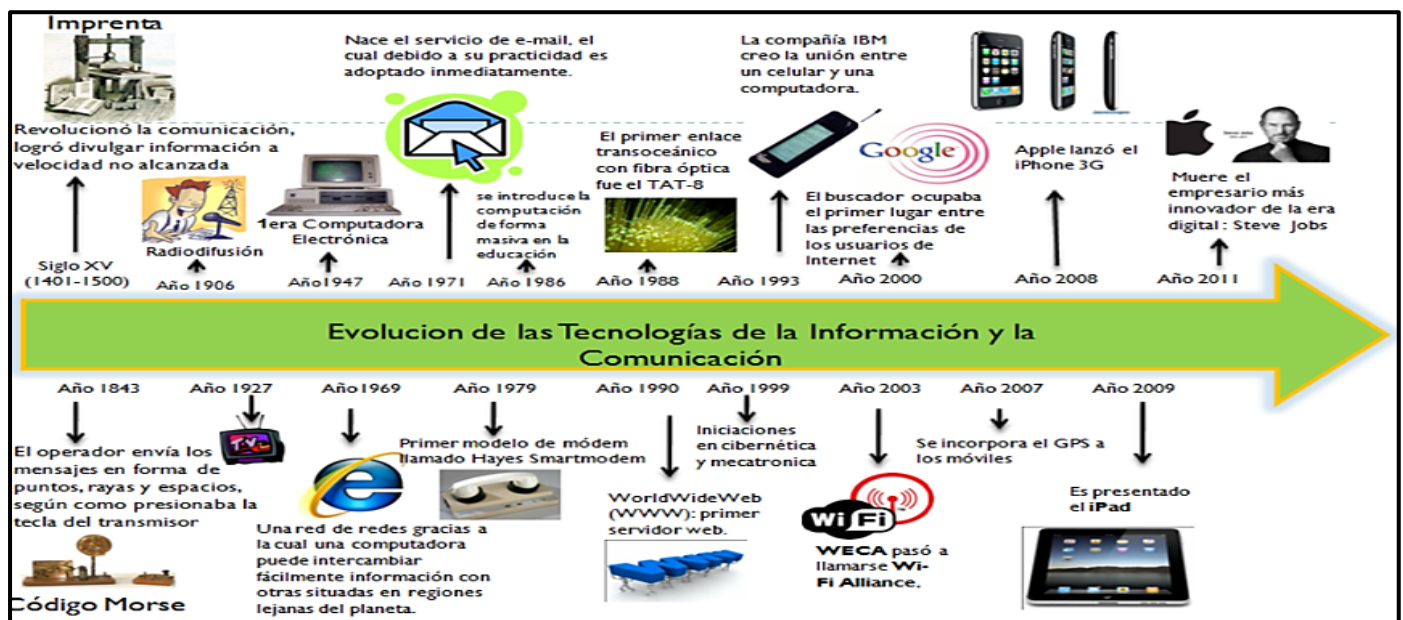 Imprenta
Revolucionó la comunicación,
logró divulgar información a
velocidad no alcanzada
Siglo XV
(1401-1500)
Radiodifusión
Año 1906
1era Computadora
Electrónica
Año1947
Nace el servicio de e-mail, el
cual debido a su practicidad es
adoptado inmediatamente.
Año 1971
se introduce la
computación
de forma
masiva en la
educación
Año 1986
El primer enlace
transoceánico
con fibra óptica
fue el TAT-8
Año 1988
La compañía IBM
creo la unión entre
un celular y una
computadora.
Año 1993
Google
El buscador ocupaba
el primer lugar entre
las preferencias de
los usuarios de
Internet
Año 2000
Apple lanzó el
iPhone 3G
Año 2008
Steve Jobs
Muere el
empresario más
innovador de la era
digital : Steve Jobs
Año 2011
Evolucion de las Tecnologías de la Información y la
Comunicación
Año 1843
El operador envía los
mensajes en forma de
puntos, rayas y espacios,
según como presionaba la
tecla del transmisor
Código Morse
Año 1927
TV
Año1969
Una red de redes gracias a
la cual una computadora
puede intercambiar
fácilmente información con
otras situadas en regiones
lejanas del planeta.
Año 1979
Primer modelo de módem
llamado Hayes Smartmodem
Año 1990
WorldWideWeb
(WWW): primer
servidor web.
www
Año 1999
Iniciaciones
en cibernética
y mecatronica
Año 2003
Wi Fi
WECA pasó a
llamarse Wi-
Fi Alliance.
Año 2007
Se incorpora el GPS a
los móviles
Año 2009
Es presentado
el iPad